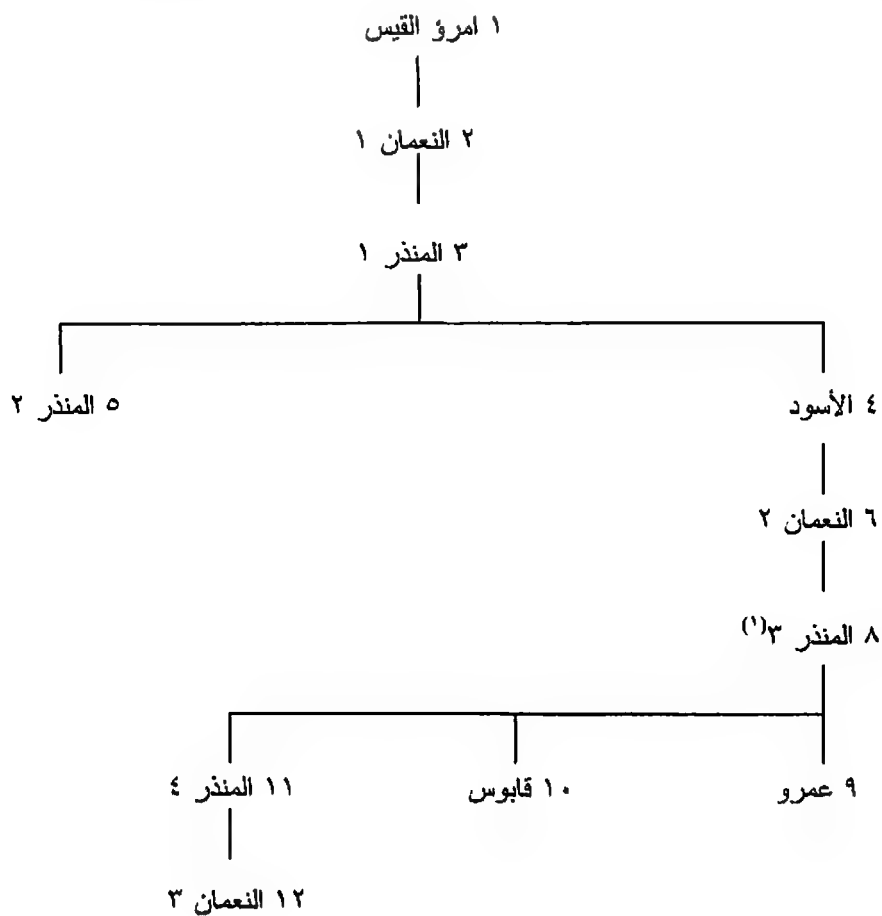 ١ امرؤ القيس
٢ النعمان ١
٣ المنذر ١
٤ الأسود
٥ المنذر ٢
٦ النعمان ٢
٨ المنذر ٣(١)
٩ عمرو
١٠ قابوس
١١ المنذر ٤
١٢ النعمان ٣